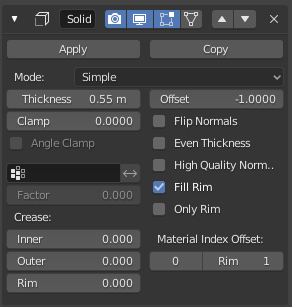 Solid
Apply
Copy
Mode: Simple
Thickness 0.55 m
Offset -1.0000
Clamp 0.0000
Flip Normals
Angle Clamp
Even Thickness
High Quality Norm..
Factor 0.000
Fill Rim
Crease:
Only Rim
Inner 0.000
Material Index Offset:
Outer 0.000
0
Rim 1
Rim 0.000